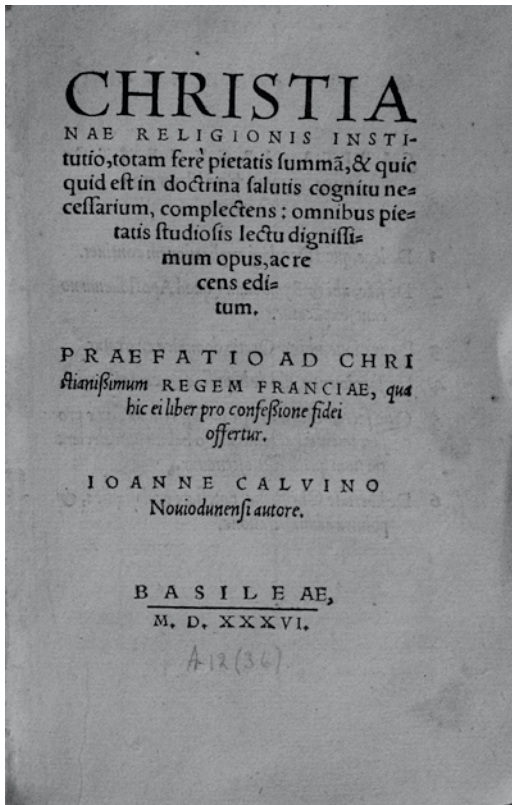 CHRISTIA
NAE RELIGIONIS INSTI-
tutio, totam ferè pietatis ſummā, & quic
quid eſt in doctrina ſalutis cognitu ne=
ceſſarium, complectens : omnibus pie=
tatis ſtudioſis lectu digniſſi=
mum opus, ac re
cens edi=
tum.
PRAEFATIO AD CHRI
ſtianißimum REGEM FRANCIAE, qua
hic ei liber pro confeßione fidei
offertur.
IOANNE CALVINO
Nouiodunenſi autore.
BASILEAE,
M. D. XXXVI.
A12(36).